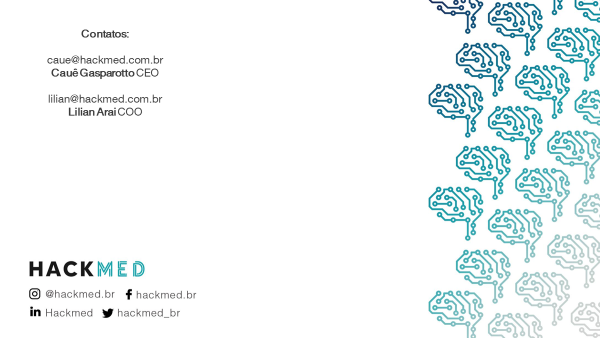 Contatos:
caue@hackmed.com.br
Cauê Gasparotto CEO
lilian@hackmed.com.br
Lilian Arai COO
HACKMED
@hackmed.br
hackmed.br
Hackmed
hackmed_br